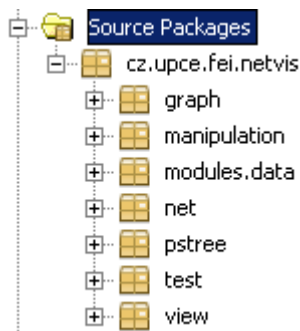 Source Packages
cz.upce.fei.netvis
graph
manipulation
modules.data
net
pstree
test
view